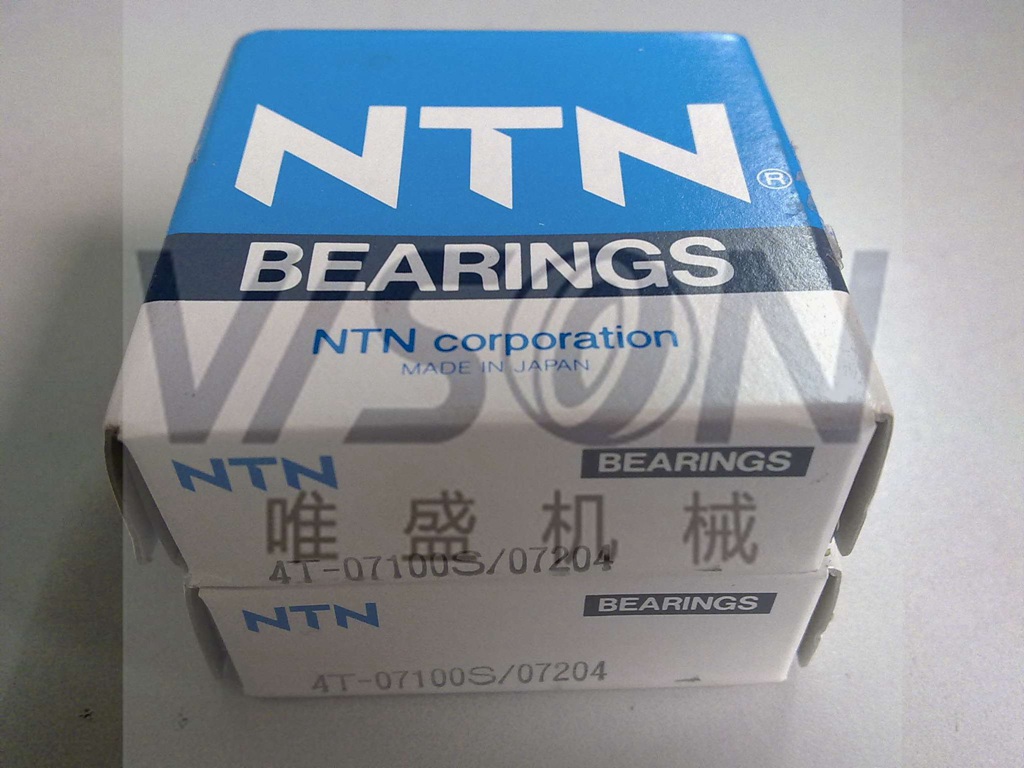 NTN®
BEARINGS
NTN corporation
MADE IN JAPAN
VISON
NTN BEARINGS
唯盛机械
4T-07100S/07204
NTN BEARINGS
4T-07100S/07204